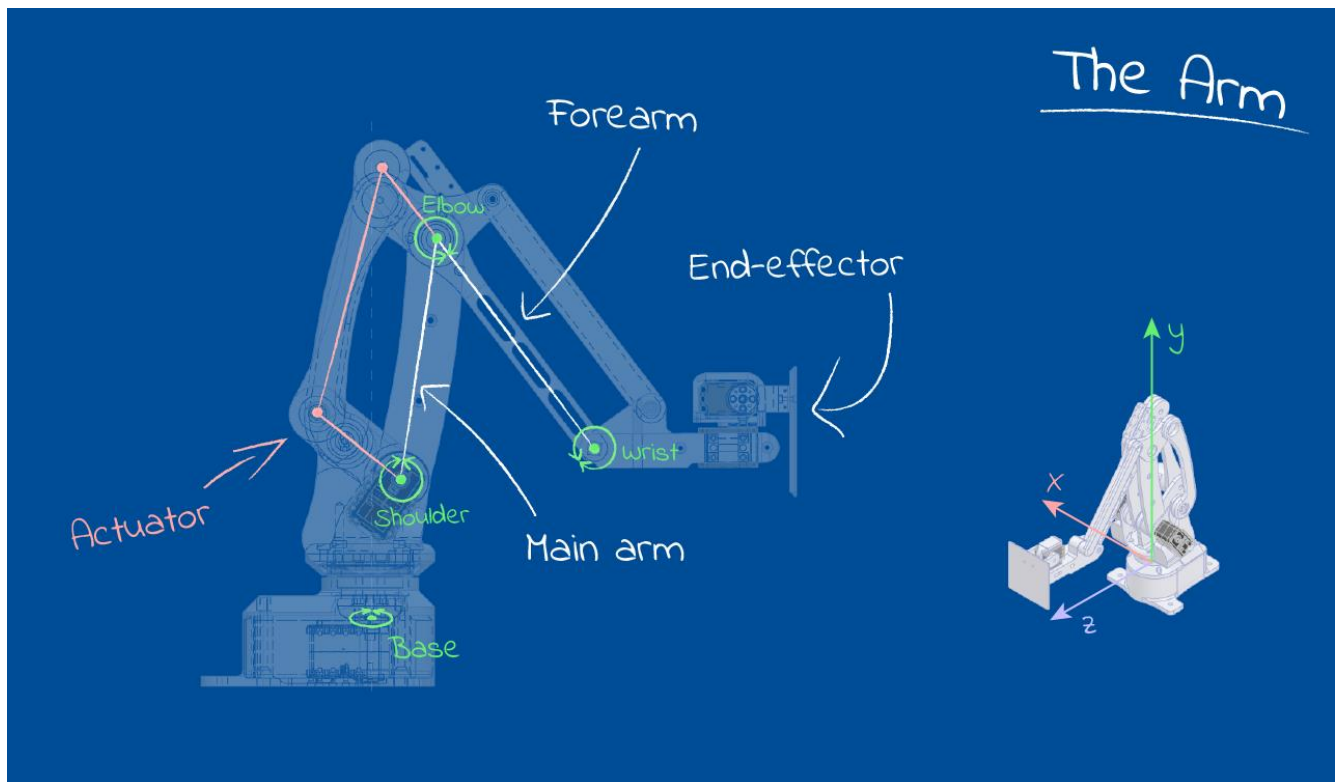 The Arm
Forearm
Elbow
End-effector
y
wrist
x
Actuator
Shoulder
Main arm
z
Base